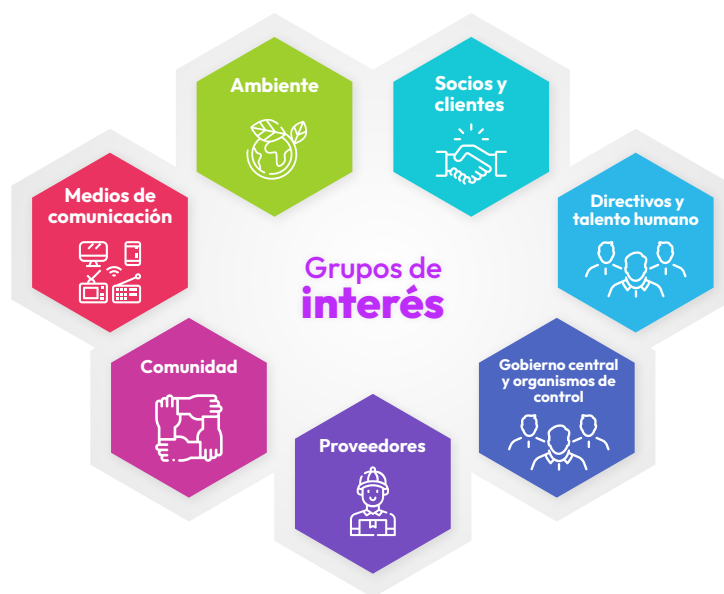 Ambiente
Socios y
clientes
Medios de
comunicación
Directivos y
talento humano
Grupos de
interés
Comunidad
Gobierno central
y organismos de
control
Proveedores